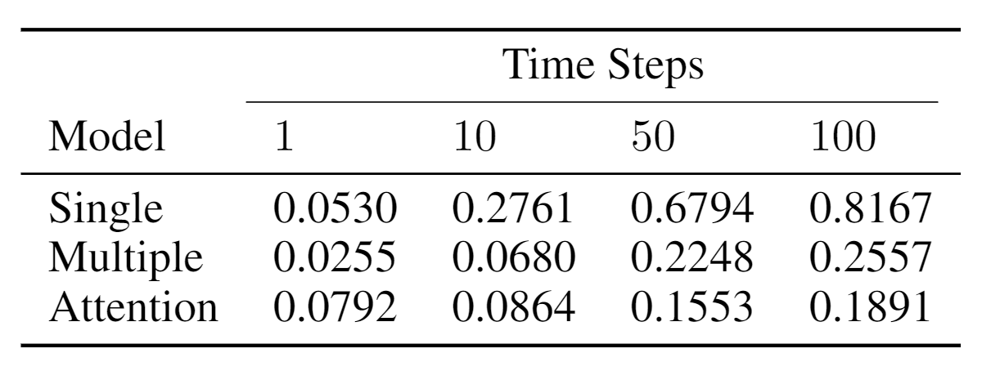 Time Steps
Model 1 10 50 100
Single 0.0530 0.2761 0.6794 0.8167
Multiple 0.0255 0.0680 0.2248 0.2557
Attention 0.0792 0.0864 0.1553 0.1891